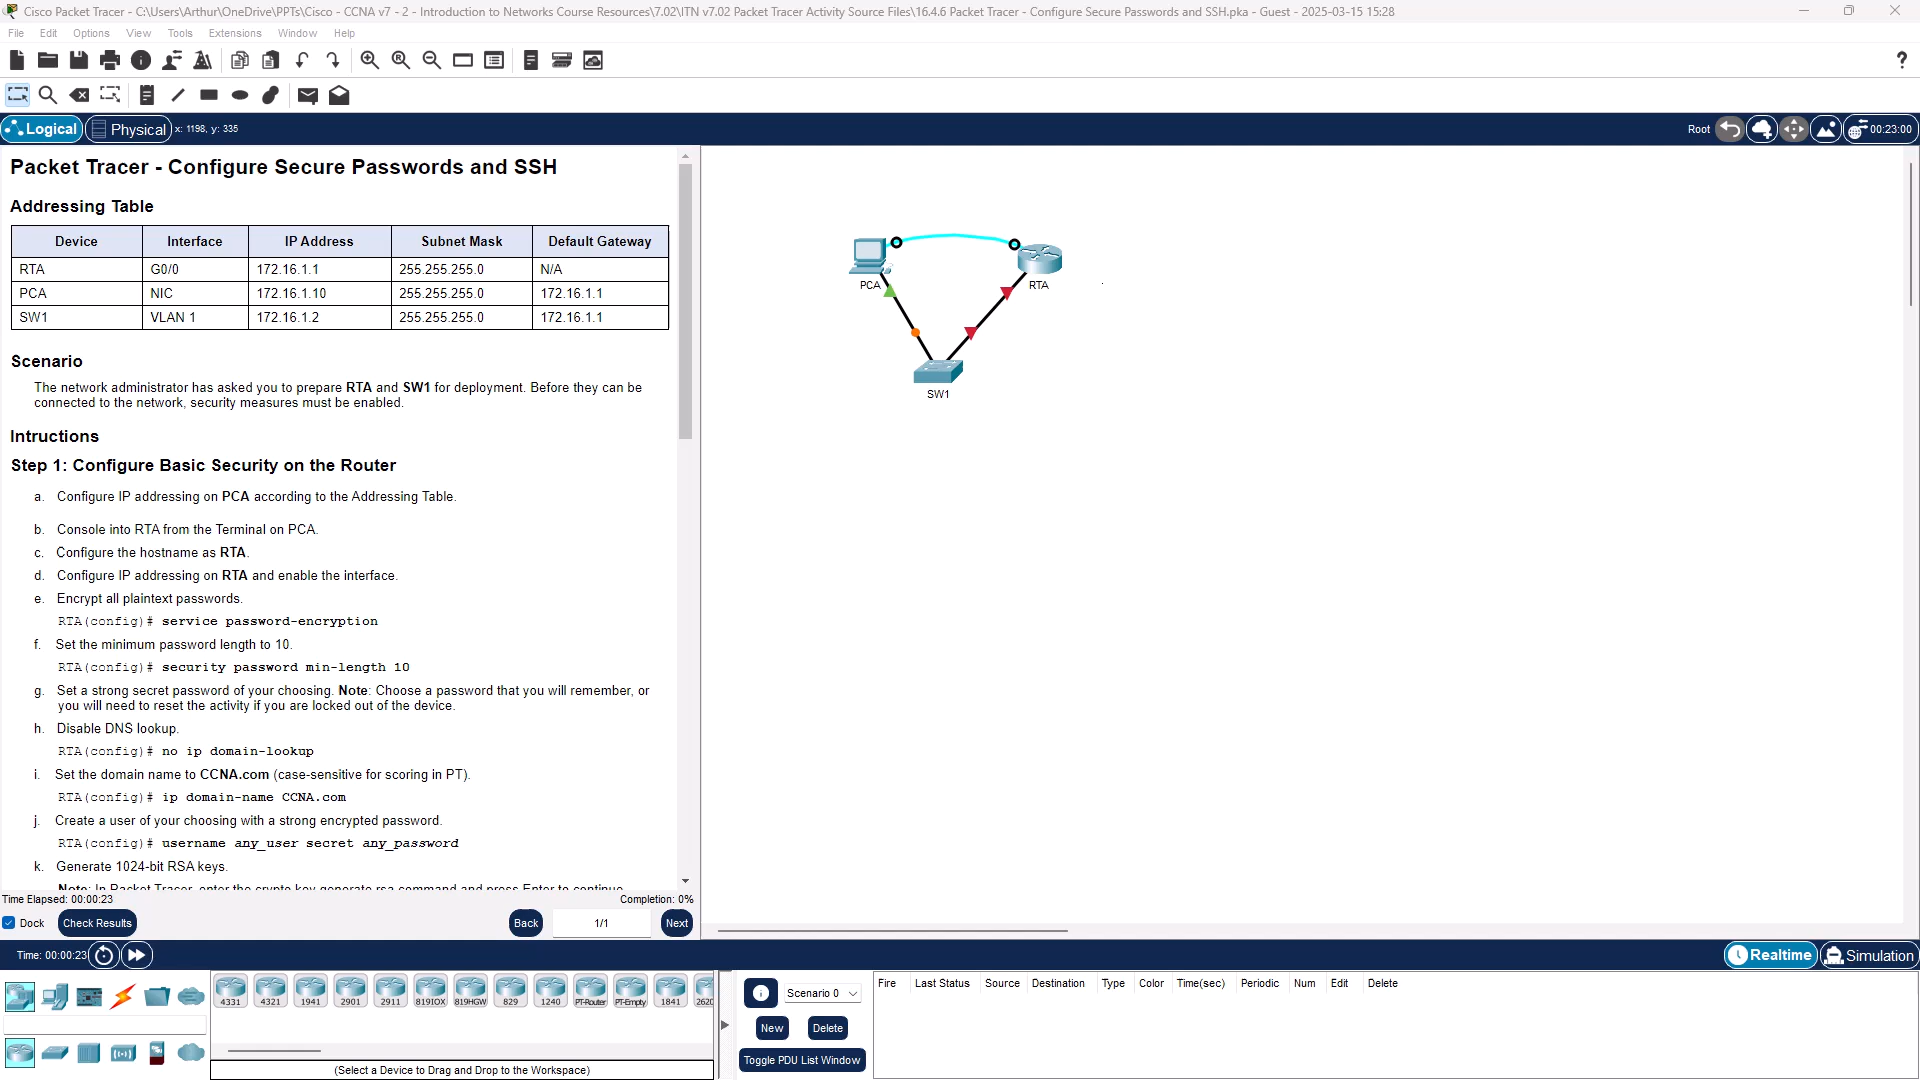 Cisco Packet Tracer - C:\Users\Arthur\OneDrive\PPTs\Cisco - CCNA v7 - 2 - Introduction to Networks Course Resources\7.02\ITN v7.02 Packet Tracer Activity Source Files\16.4.6 Packet Tracer - Configure Secure Passwords and SSH.pka - Guest - 2025-03-15 15:28
File Edit Options View Tools Extensions Window Help
Logical Physical x: 1198, y: 335 Root 00:23:00
Packet Tracer - Configure Secure Passwords and SSH
Addressing Table
Device Interface IP Address Subnet Mask Default Gateway
RTA G0/0 172.16.1.1 255.255.255.0 N/A
PCA NIC 172.16.1.10 255.255.255.0 172.16.1.1
SW1 VLAN 1 172.16.1.2 255.255.255.0 172.16.1.1
Scenario
The network administrator has asked you to prepare RTA and SW1 for deployment. Before they can be
connected to the network, security measures must be enabled.
Intructions
Step 1: Configure Basic Security on the Router
a. Configure IP addressing on PCA according to the Addressing Table.
b. Console into RTA from the Terminal on PCA.
c. Configure the hostname as RTA.
d. Configure IP addressing on RTA and enable the interface.
e. Encrypt all plaintext passwords.
RTA(config)# service password-encryption
f. Set the minimum password length to 10.
RTA(config)# security password min-length 10
g. Set a strong secret password of your choosing. Note: Choose a password that you will remember, or
you will need to reset the activity if you are locked out of the device.
h. Disable DNS lookup.
RTA(config)# no ip domain-lookup
i. Set the domain name to CCNA.com (case-sensitive for scoring in PT).
RTA(config)# ip domain-name CCNA.com
j. Create a user of your choosing with a strong encrypted password.
RTA(config)# username any_user secret any_password
k. Generate 1024-bit RSA keys.
Note: In Packet Tracer, enter the crypto key generate rsa command and press Enter to continue.
PCA
RTA
SW1
Time Elapsed: 00:00:23 Completion: 0%
Dock Check Results Back 1/1 Next
Time: 00:00:23 Realtime Simulation
4331 4321 1941 2901 2911 819IOX 819HGW 829 1240 PT-Router PT-Empty 1841 2620
(Select a Device to Drag and Drop to the Workspace)
Scenario 0
New Delete
Toggle PDU List Window
Fire Last Status Source Destination Type Color Time(sec) Periodic Num Edit Delete